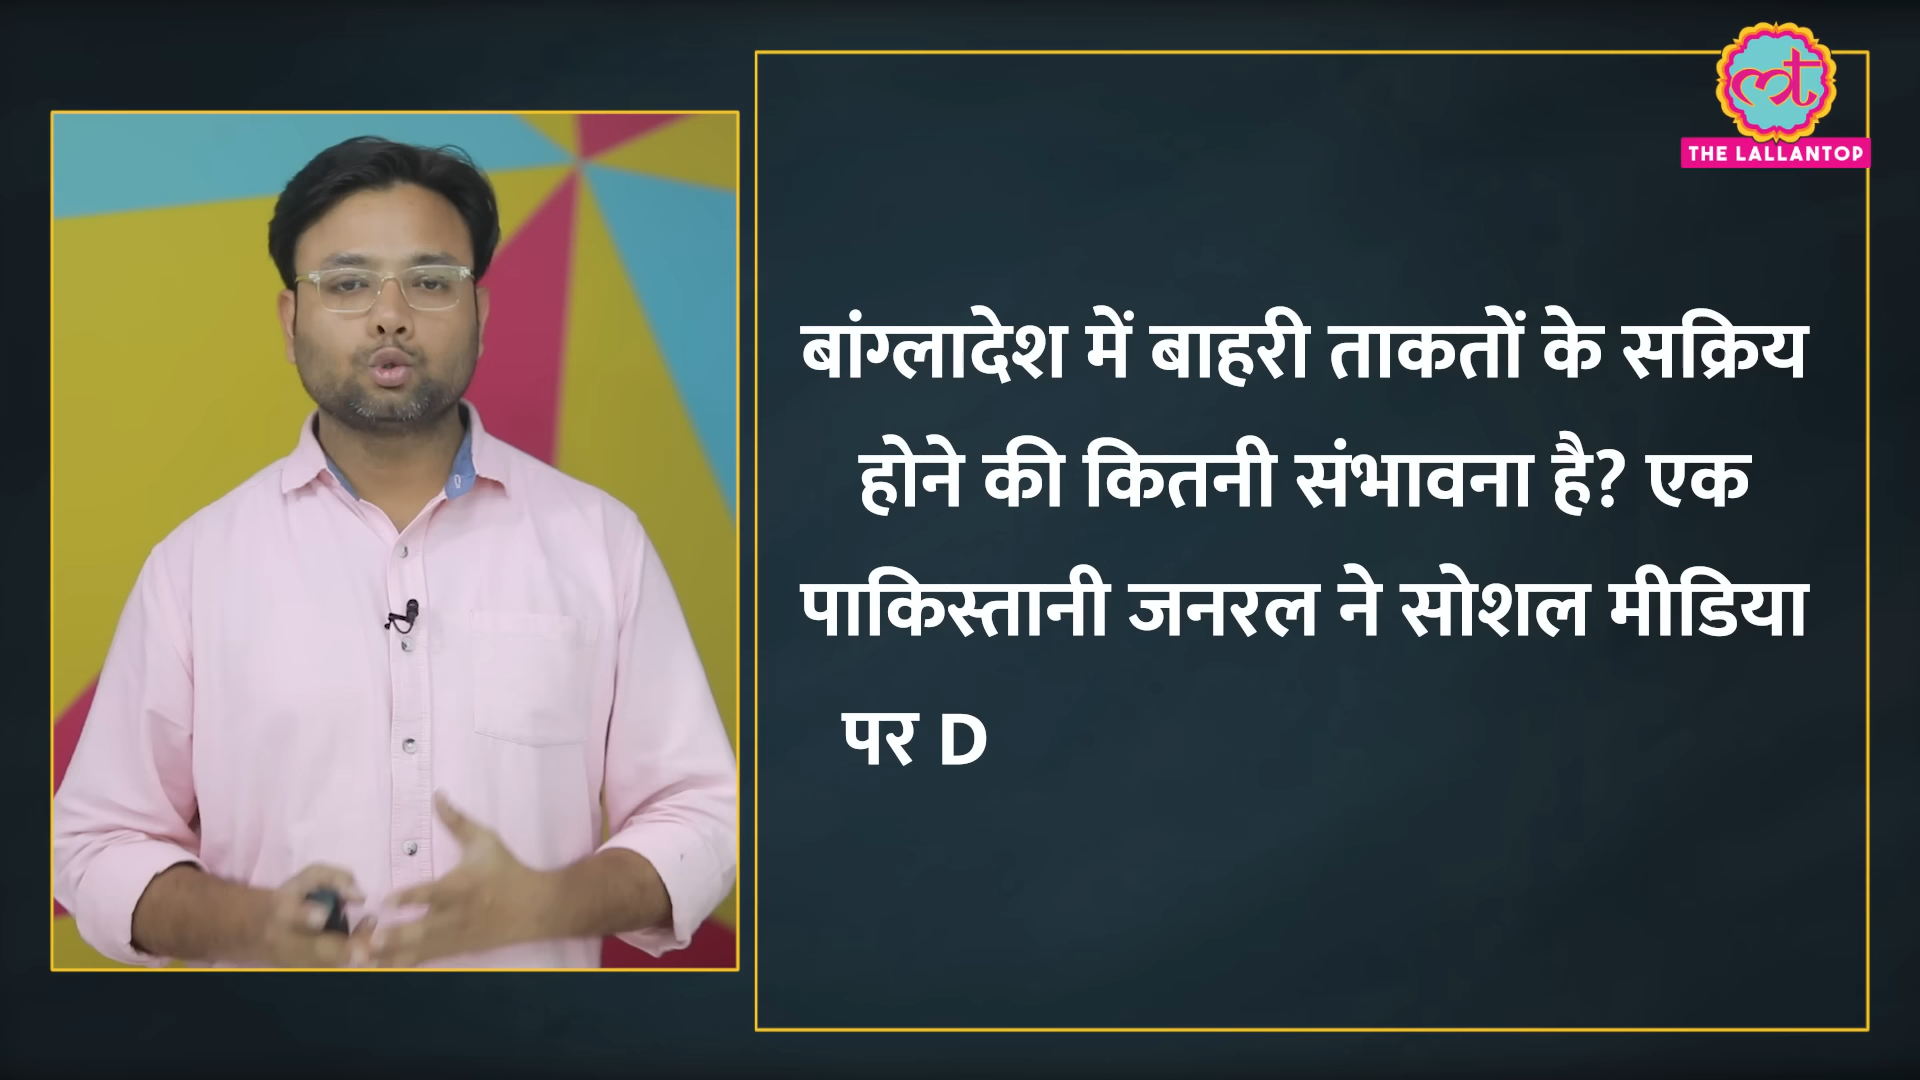 THE LALLANTOP
बांग्लादेश में बाहरी ताकतों के सक्रिय
होने की कितनी संभावना है? एक
पाकिस्तानी जनरल ने सोशल मीडिया
पर D